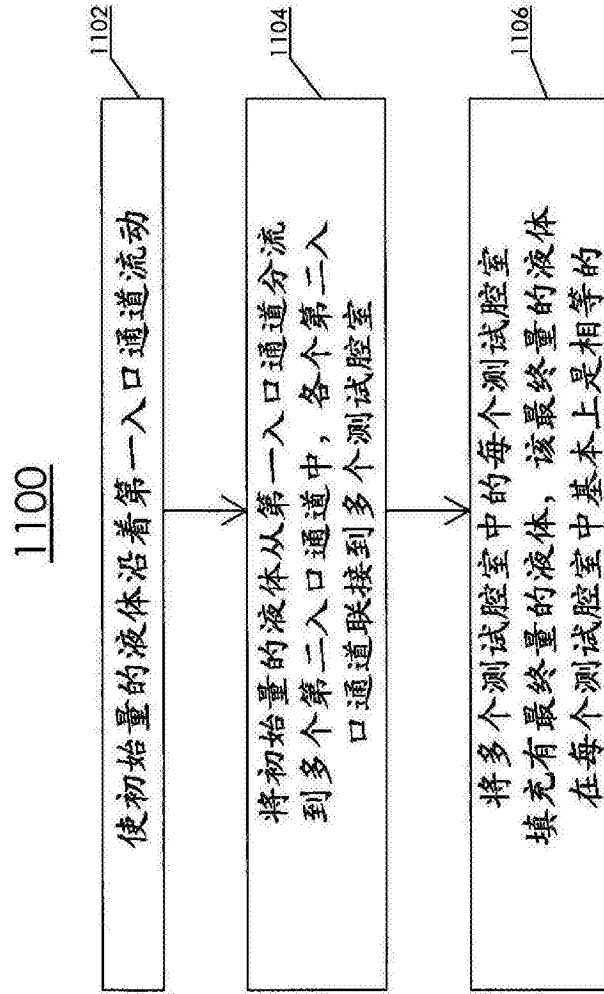 1100
1102
使初始量的液体沿着第一入口通道流动
1104
将初始量的液体从第一入口通道分流
到多个第二入口通道中，各个第二入
口通道联接到多个测试腔室
1106
将多个测试腔室中的每个测试腔室
填充有最终量的液体，该最终量的液体
在每个测试腔室中基本上是相等的